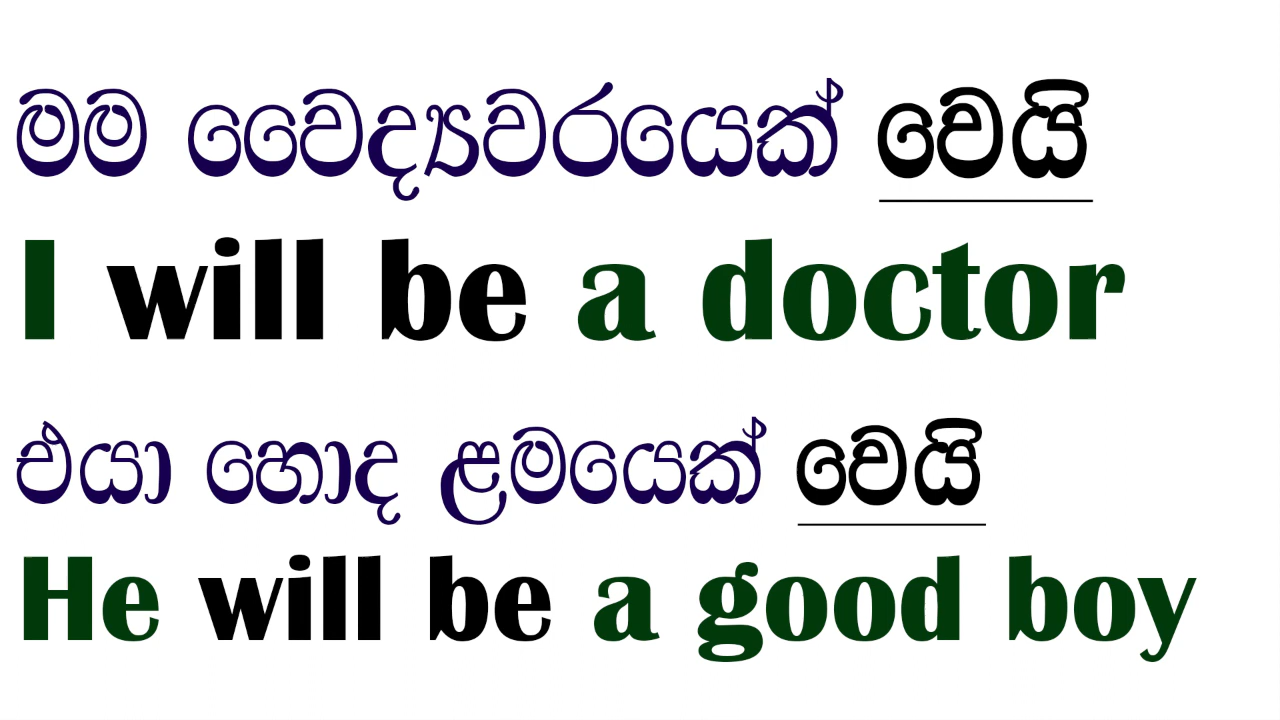 මම වෛද්‍යවරයෙක් වෙයි
I will be a doctor
එයා හොද ළමයෙක් වෙයි
He will be a good boy